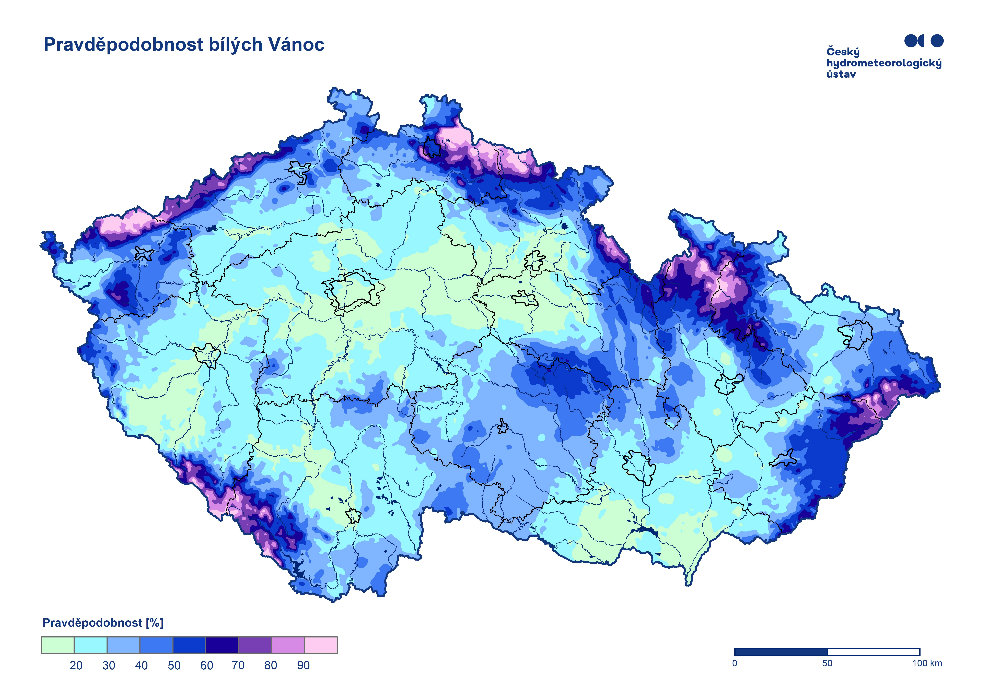 Pravděpodobnost bílých Vánoc
Český
hydrometeorologický
ústav
Pravděpodobnost [%]
20 30 40 50 60 70 80 90
0 50 100 km